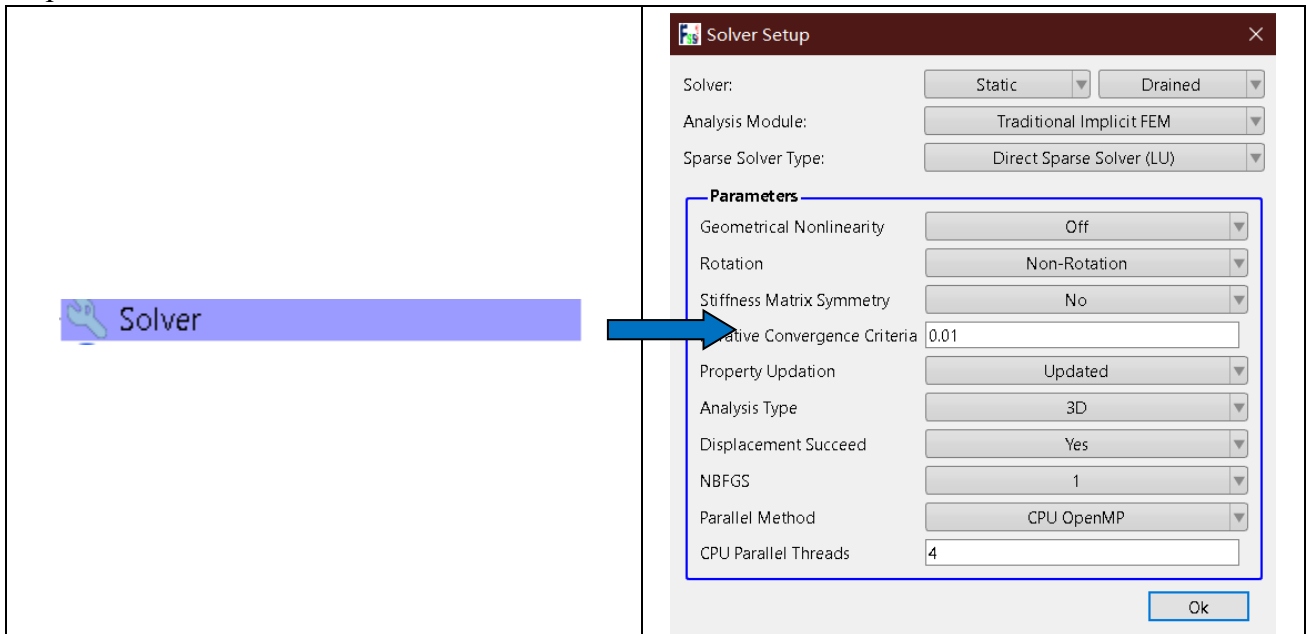 Solver
Solver Setup
Solver: Static Drained
Analysis Module: Traditional Implicit FEM
Sparse Solver Type: Direct Sparse Solver (LU)
Parameters
Geometrical Nonlinearity Off
Rotation Non-Rotation
Stiffness Matrix Symmetry No
rative Convergence Criteria 0.01
Property Updation Updated
Analysis Type 3D
Displacement Succeed Yes
NBFGS 1
Parallel Method CPU OpenMP
CPU Parallel Threads 4
Ok